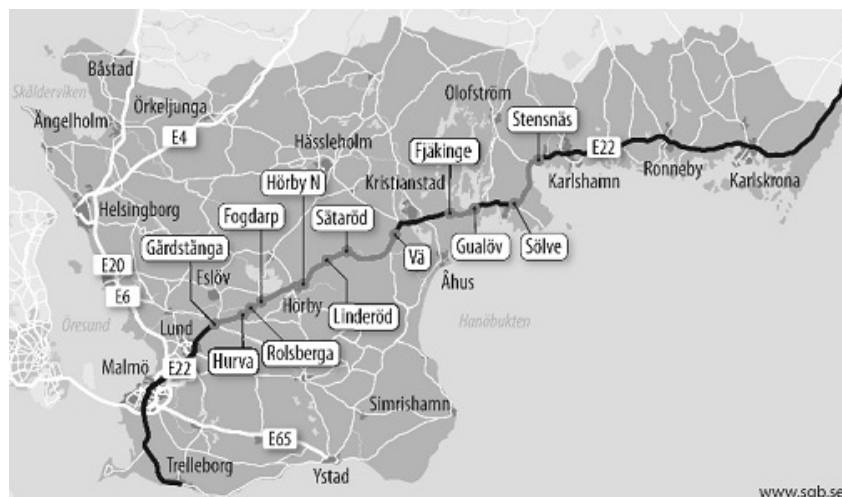 Båstad
Skälderviken
Örkeljunga
Olofström
Ängelholm
E4
Hässleholm
Stensnäs
Fjäkinge
E22
Hörby N
Kristianstad
Karlshamn
Ronneby
Karlskrona
Helsingborg
Fogdarp
Sätaröd
Gårdstånga
Vä
Gualöv
Sölve
E20
Eslöv
Åhus
E6
Hörby
Linderöd
Öresund
Hanöbukten
Lund
Hurva
Rolsberga
Malmö
E22
Simrishamn
E65
Trelleborg
Ystad
www.sgb.se